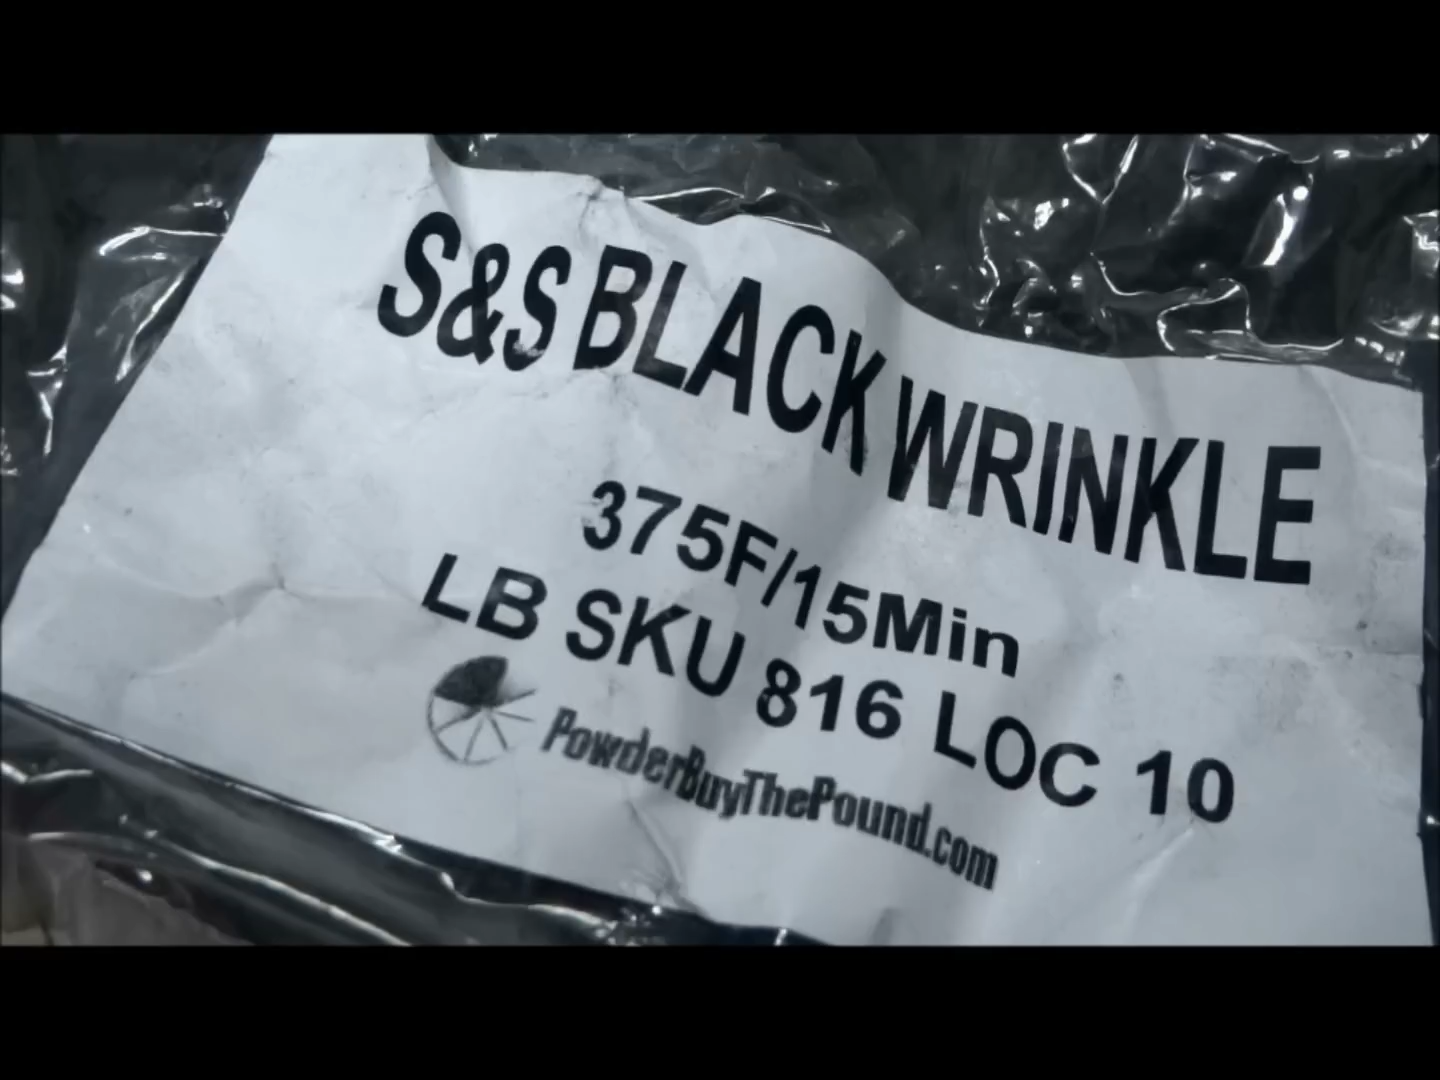 S&S BLACK WRINKLE
375F/15Min
LB SKU 816 LOC 10
PowderBuyThePound.com